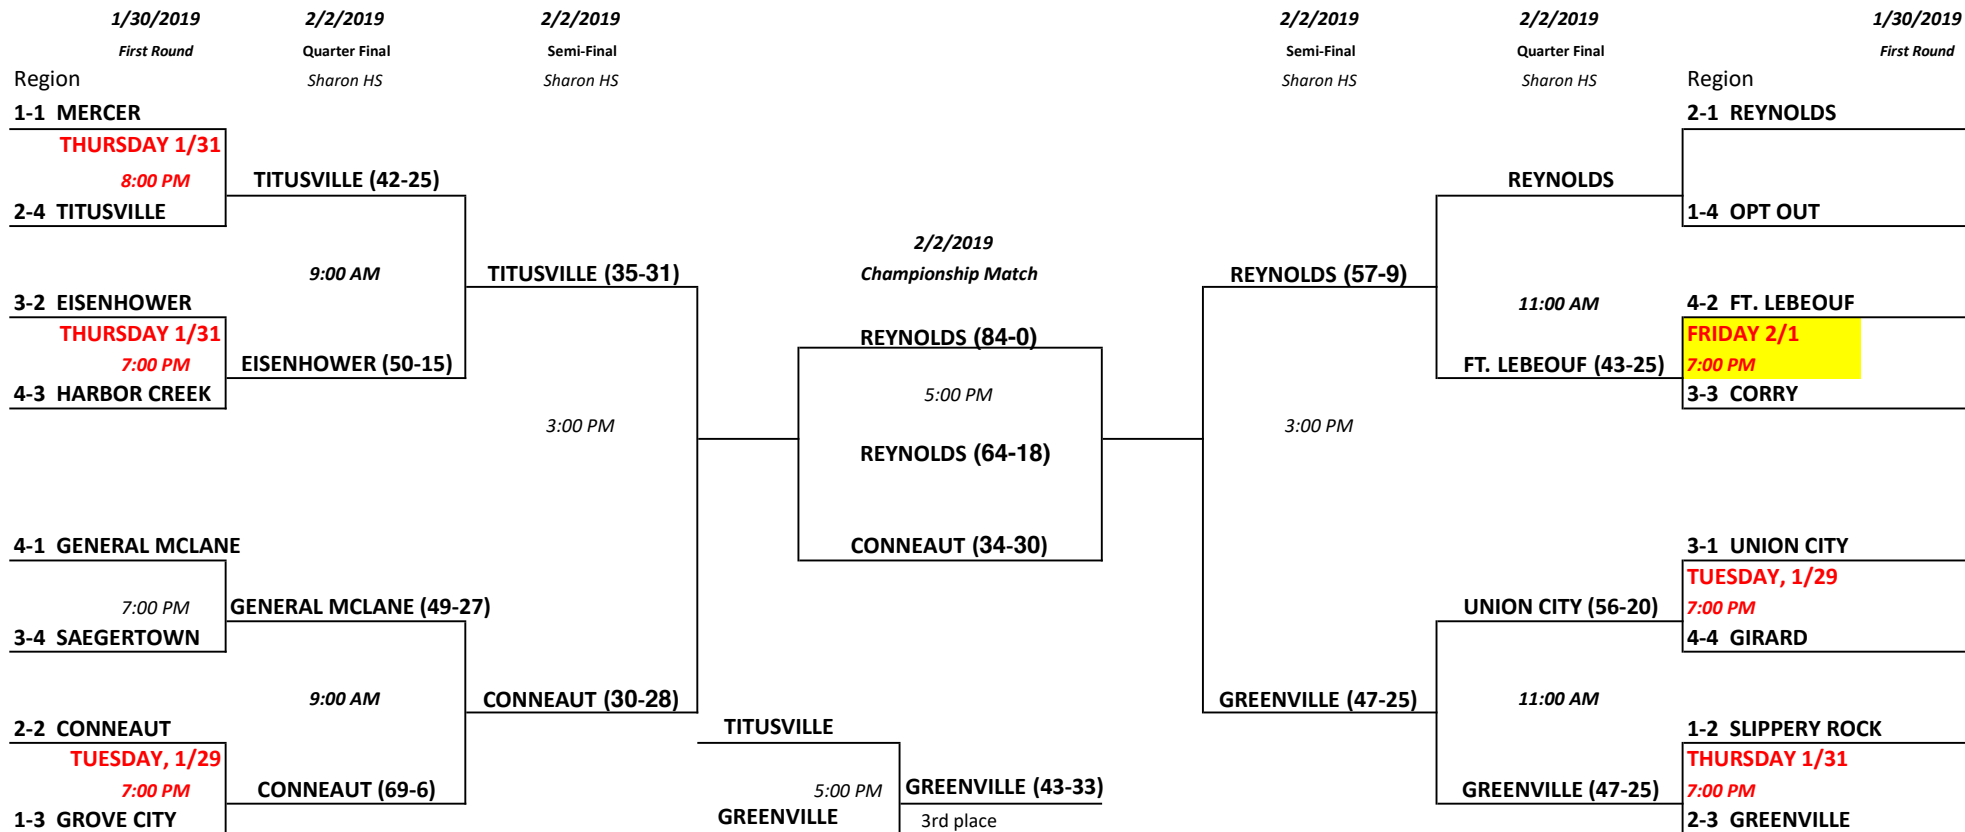 1/30/2019 2/2/2019 2/2/2019 2/2/2019 2/2/2019 1/30/2019
First Round Quarter Final Semi-Final Semi-Final Quarter Final First Round
Region Sharon HS Sharon HS Sharon HS Sharon HS Region
1-1 MERCER 2-1 REYNOLDS
THURSDAY 1/31
8:00 PM TITUSVILLE (42-25) REYNOLDS
2-4 TITUSVILLE 1-4 OPT OUT
2/2/2019
9:00 AM TITUSVILLE (35-31) Championship Match REYNOLDS (57-9)
3-2 EISENHOWER 11:00 AM 4-2 FT. LEBEOUF
THURSDAY 1/31 REYNOLDS (84-0) FRIDAY 2/1
7:00 PM EISENHOWER (50-15) FT. LEBEOUF (43-25) 7:00 PM
4-3 HARBOR CREEK 5:00 PM 3-3 CORRY
3:00 PM 3:00 PM
REYNOLDS (64-18)
4-1 GENERAL MCLANE CONNEAUT (34-30) 3-1 UNION CITY
TUESDAY, 1/29
7:00 PM GENERAL MCLANE (49-27) UNION CITY (56-20) 7:00 PM
3-4 SAEGERTOWN 4-4 GIRARD
9:00 AM CONNEAUT (30-28) GREENVILLE (47-25) 11:00 AM
2-2 CONNEAUT TITUSVILLE 1-2 SLIPPERY ROCK
TUESDAY, 1/29 THURSDAY 1/31
7:00 PM CONNEAUT (69-6) 5:00 PM GREENVILLE (43-33) GREENVILLE (47-25) 7:00 PM
1-3 GROVE CITY GREENVILLE 3rd place 2-3 GREENVILLE